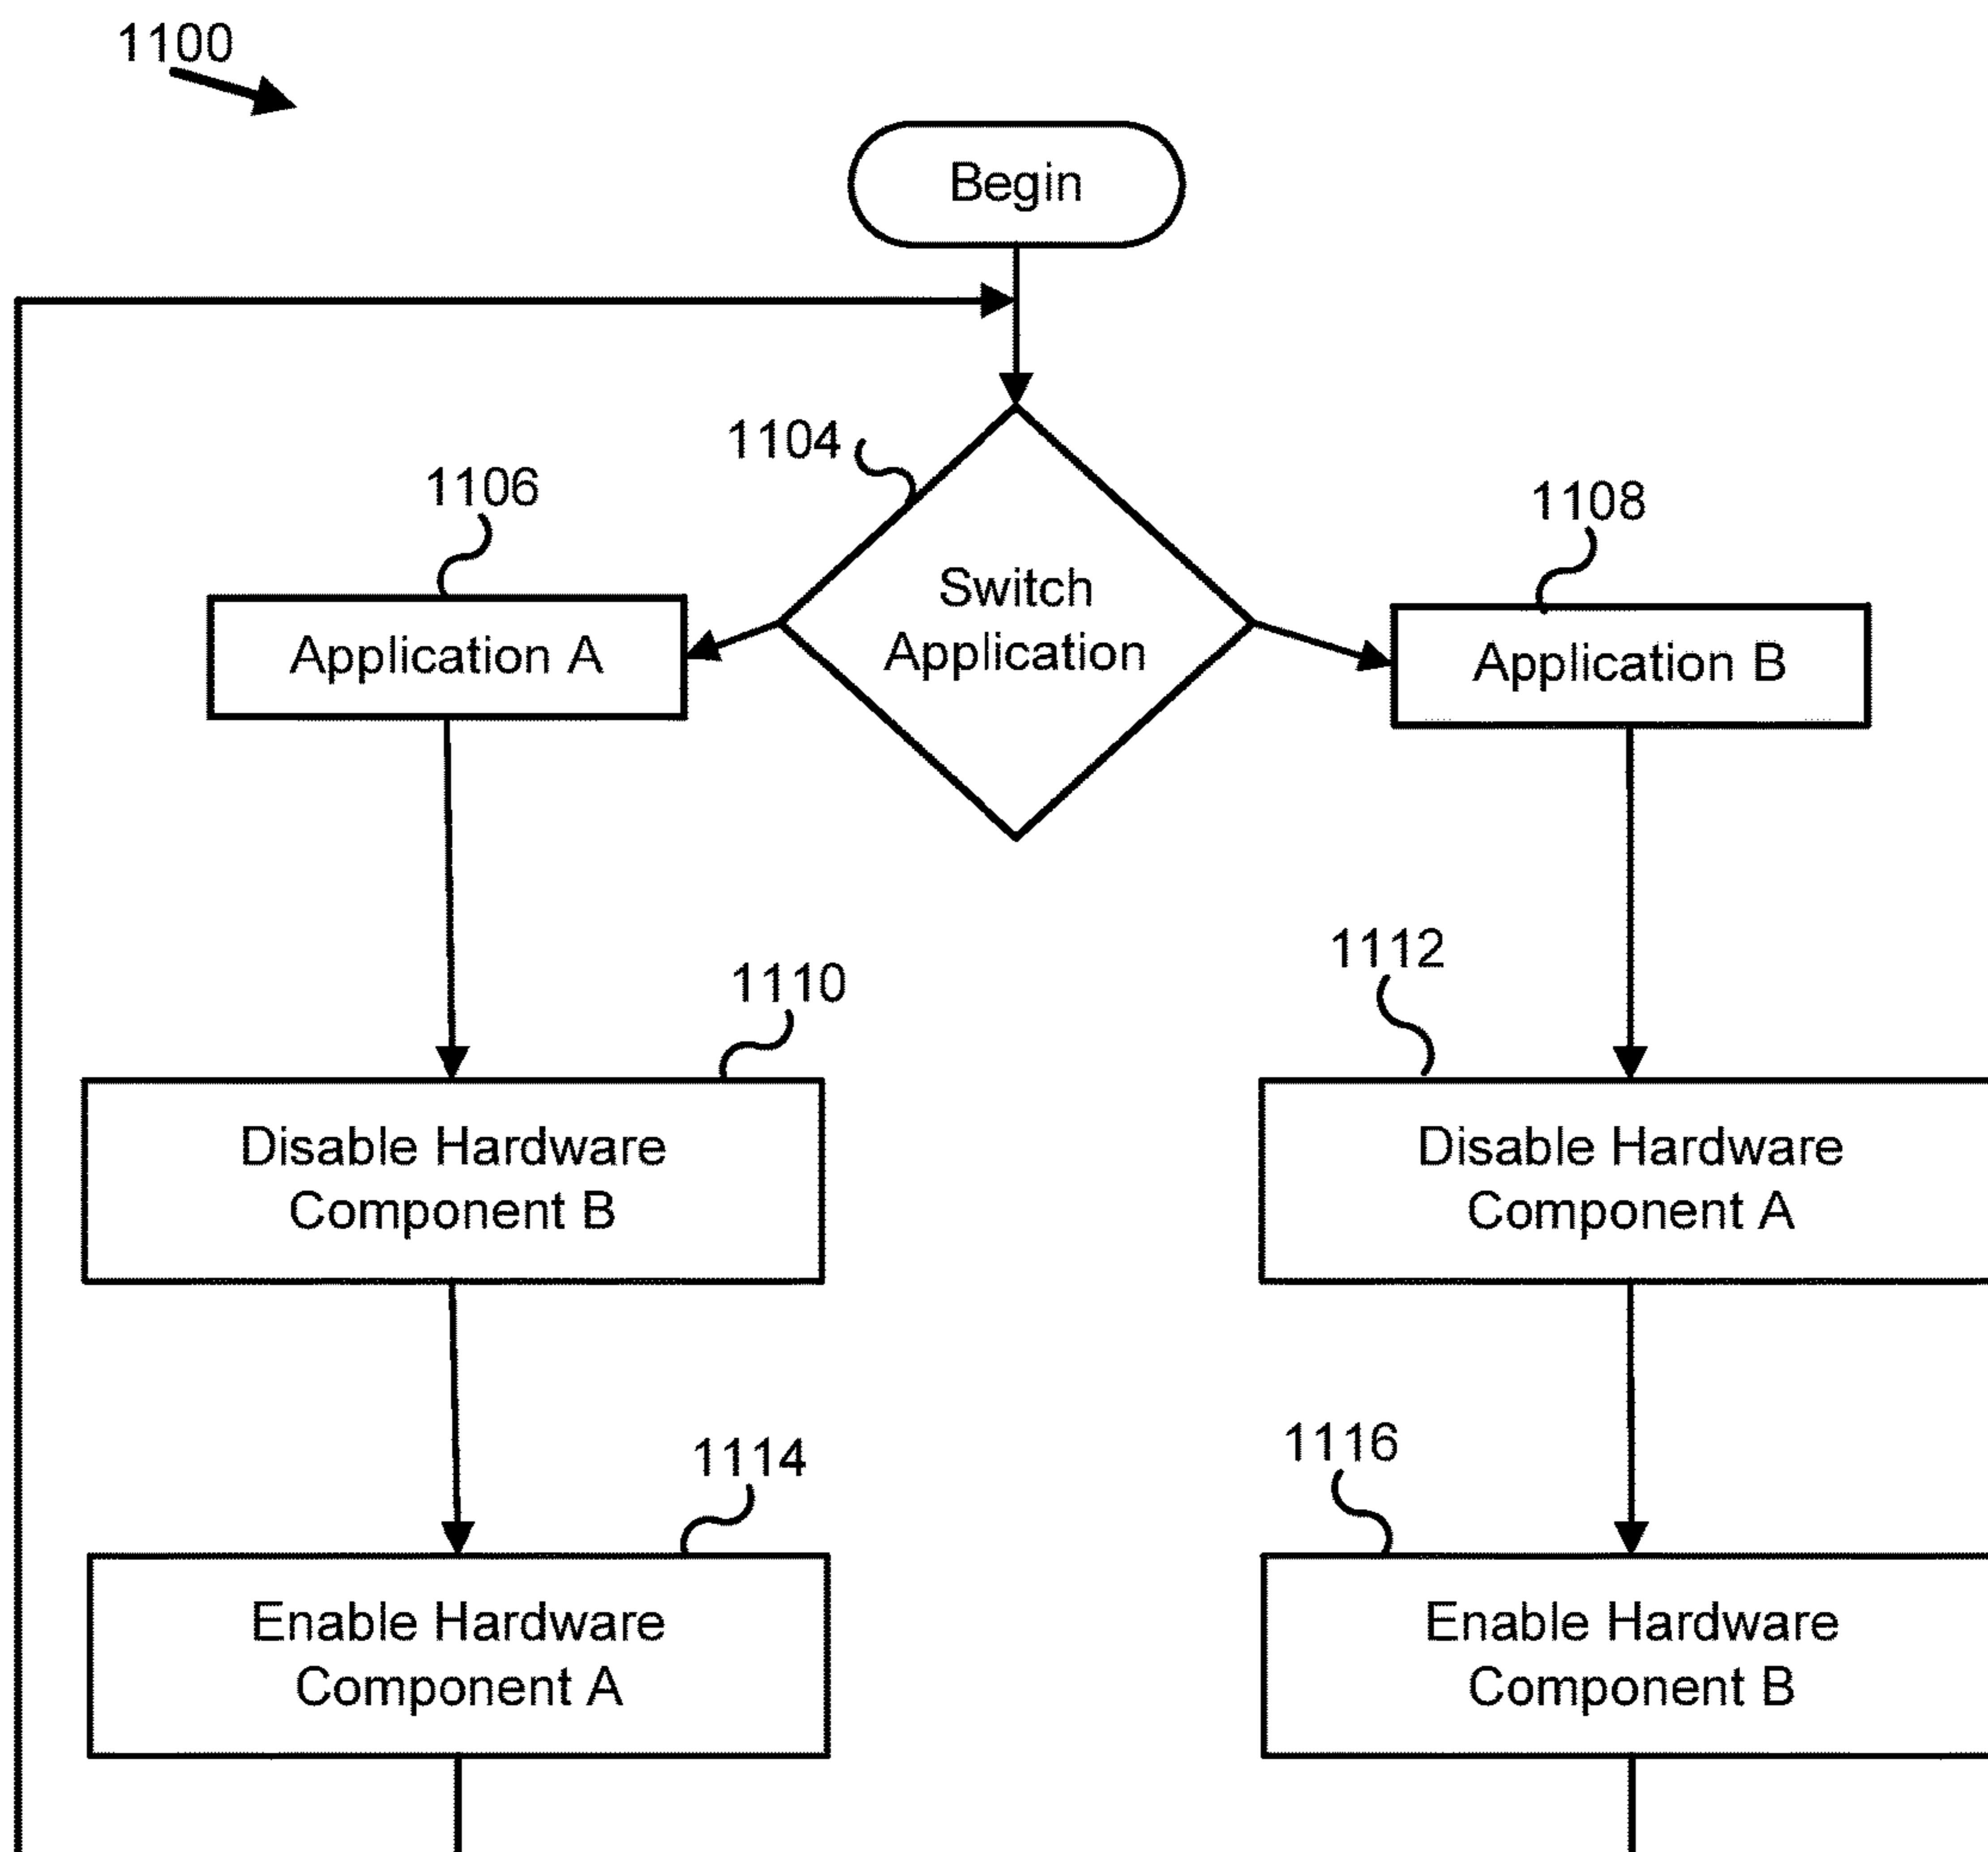 1100
Begin
1104
1106
1108
Switch
Application
Application A
Application B
1110
1112
Disable Hardware
Component B
Disable Hardware
Component A
1114
1116
Enable Hardware
Component A
Enable Hardware
Component B